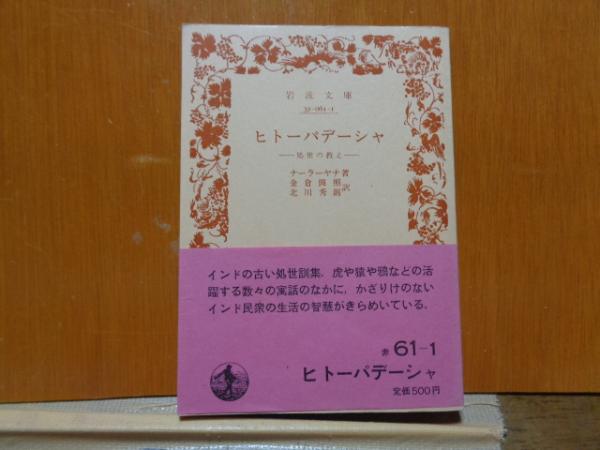 岩波文庫
32-061-1
ヒトーパデーシャ
―処世の教え―
ナーラーヤナ著
金倉圓照
北川秀則訳
インドの古い処世訓集．虎や猿や鴉などの活
躍する数々の寓話のなかに，かざりけのない
インド民衆の生活の智慧がきらめいている．
青 61-1
ヒトーパデーシャ
定価500円